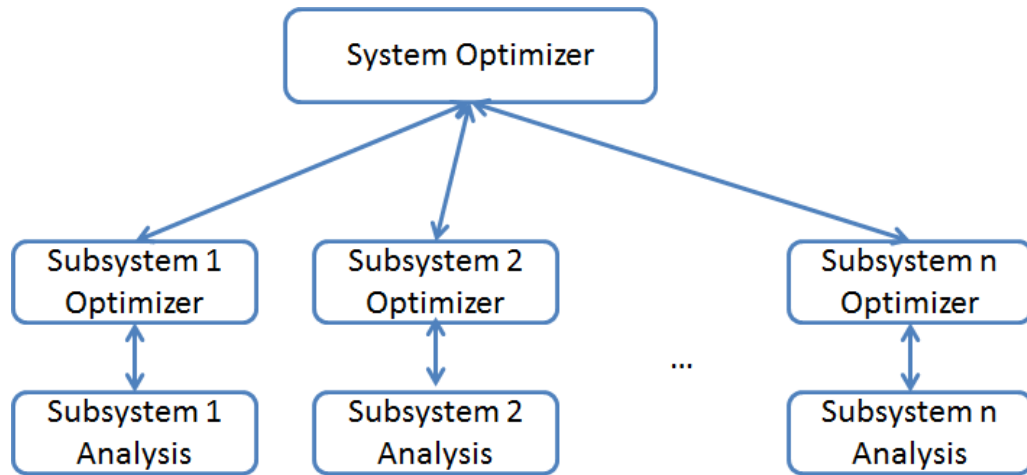 System Optimizer
Subsystem 1
Optimizer
Subsystem 2
Optimizer
Subsystem n
Optimizer
...
Subsystem 1
Analysis
Subsystem 2
Analysis
Subsystem n
Analysis